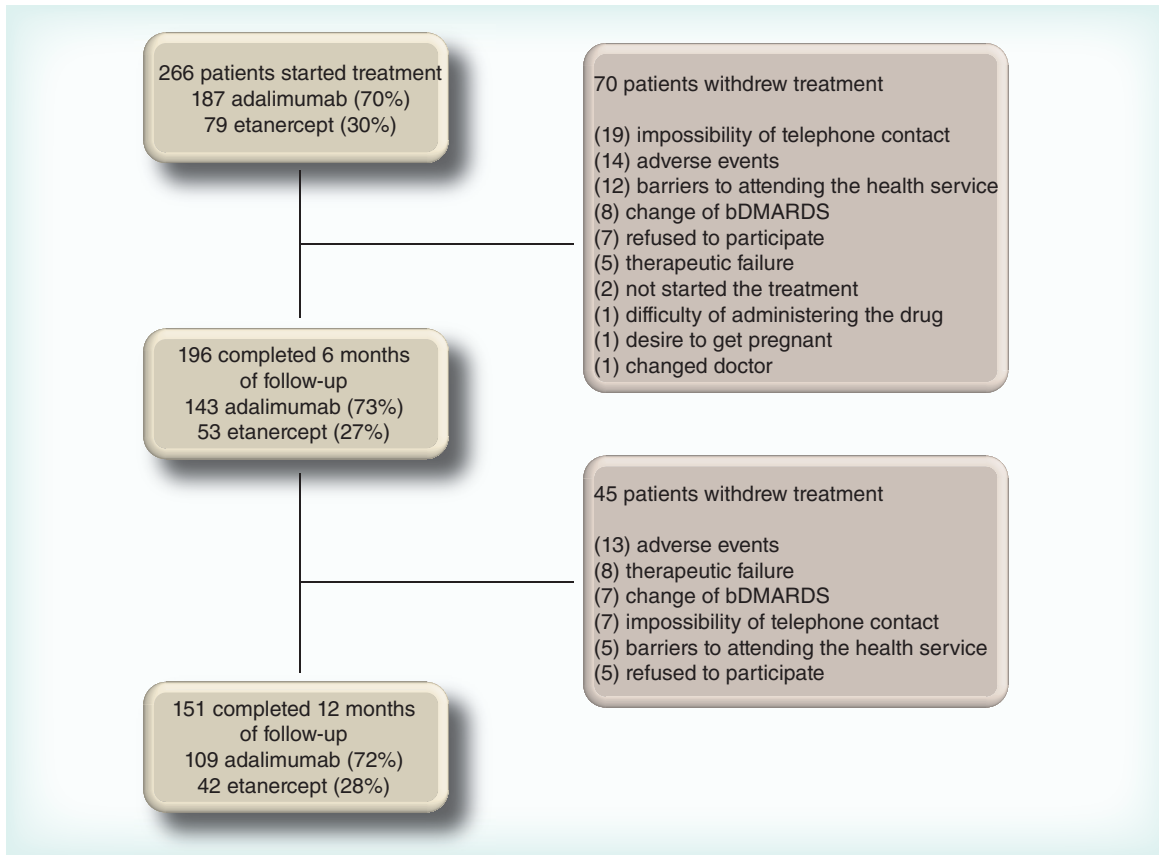 266 patients started treatment
187 adalimumab (70%)
79 etanercept (30%)
70 patients withdrew treatment
(19) impossibility of telephone contact
(14) adverse events
(12) barriers to attending the health service
(8) change of bDMARDS
(7) refused to participate
(5) therapeutic failure
(2) not started the treatment
(1) difficulty of administering the drug
(1) desire to get pregnant
(1) changed doctor
196 completed 6 months
of follow-up
143 adalimumab (73%)
53 etanercept (27%)
45 patients withdrew treatment
(13) adverse events
(8) therapeutic failure
(7) change of bDMARDS
(7) impossibility of telephone contact
(5) barriers to attending the health service
(5) refused to participate
151 completed 12 months
of follow-up
109 adalimumab (72%)
42 etanercept (28%)